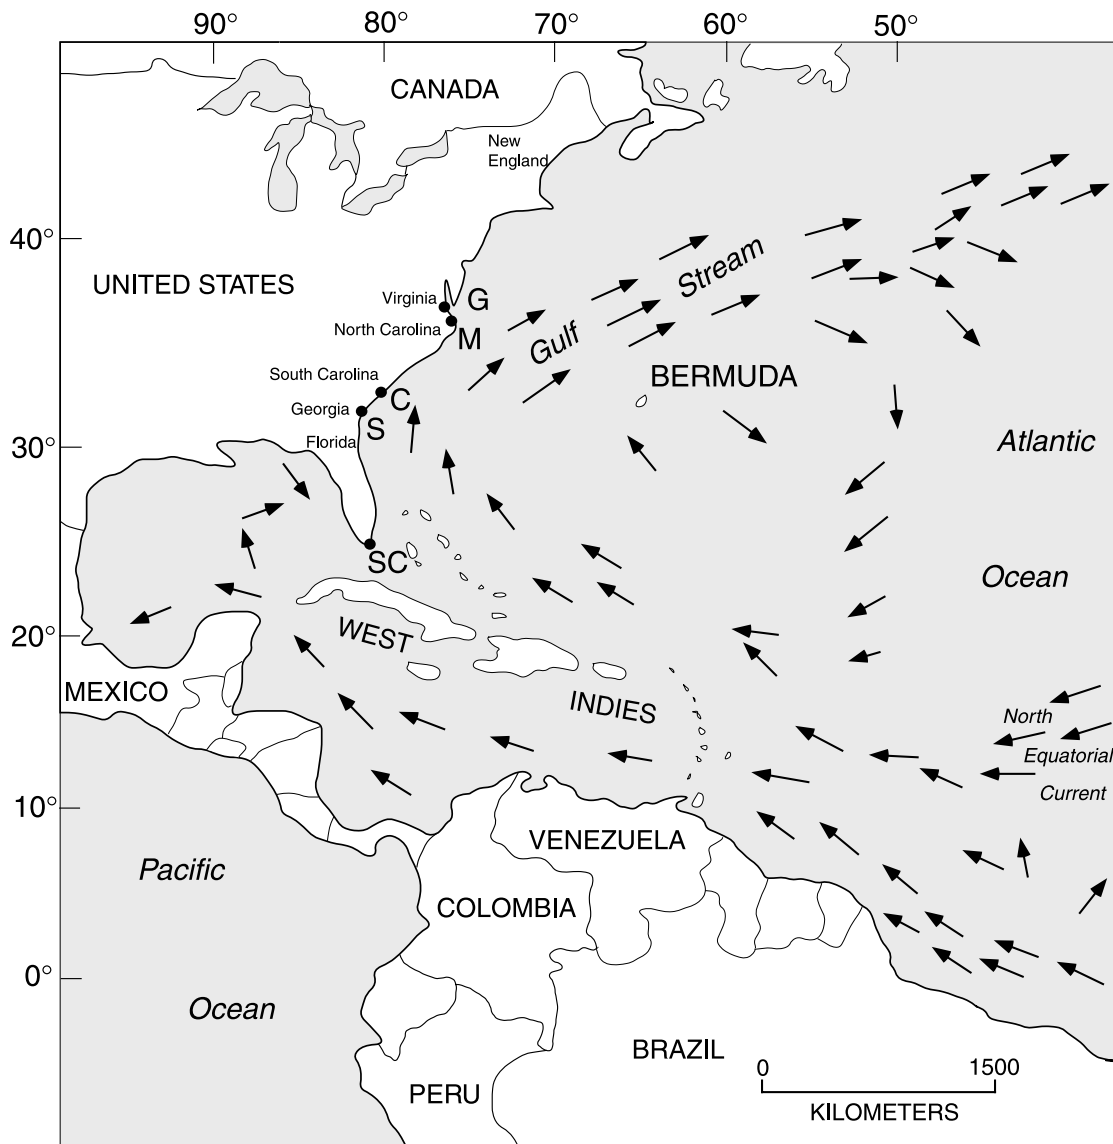 90° 80° 70° 60° 50°
CANADA
New
England
40°
UNITED STATES
Stream
Virginia
G
North Carolina
M
Gulf
South Carolina
BERMUDA
C
Georgia
S
Florida
30°
Atlantic
SC
Ocean
20°
WEST
MEXICO
INDIES
North
Equatorial
Current
10°
VENEZUELA
Pacific
COLOMBIA
0°
Ocean
BRAZIL
PERU
0 1500
KILOMETERS